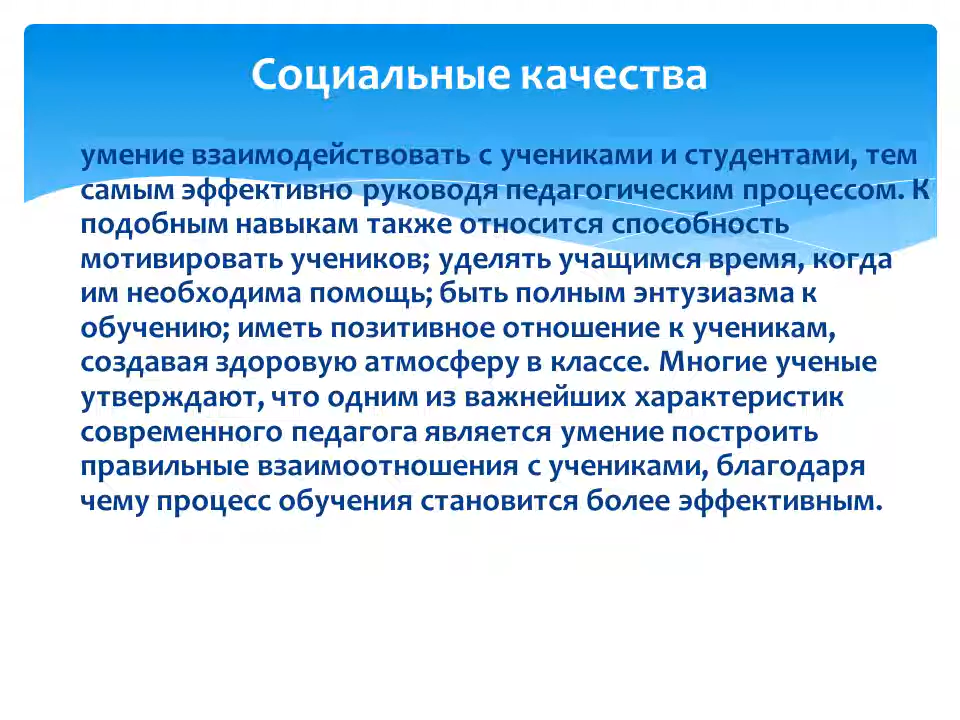 Социальные качества
умение взаимодействовать с учениками и студентами, тем
самым эффективно руководя педагогическим процессом. К
подобным навыкам также относится способность
мотивировать учеников; уделять учащимся время, когда
им необходима помощь; быть полным энтузиазма к
обучению; иметь позитивное отношение к ученикам,
создавая здоровую атмосферу в классе. Многие ученые
утверждают, что одним из важнейших характеристик
современного педагога является умение построить
правильные взаимоотношения с учениками, благодаря
чему процесс обучения становится более эффективным.